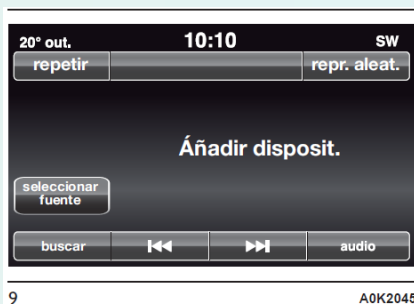 20° out. 10:10 SW
repetir repr. aleat.
Áñadir disposit.
seleccionar
fuente
buscar audio
9 A0K2045